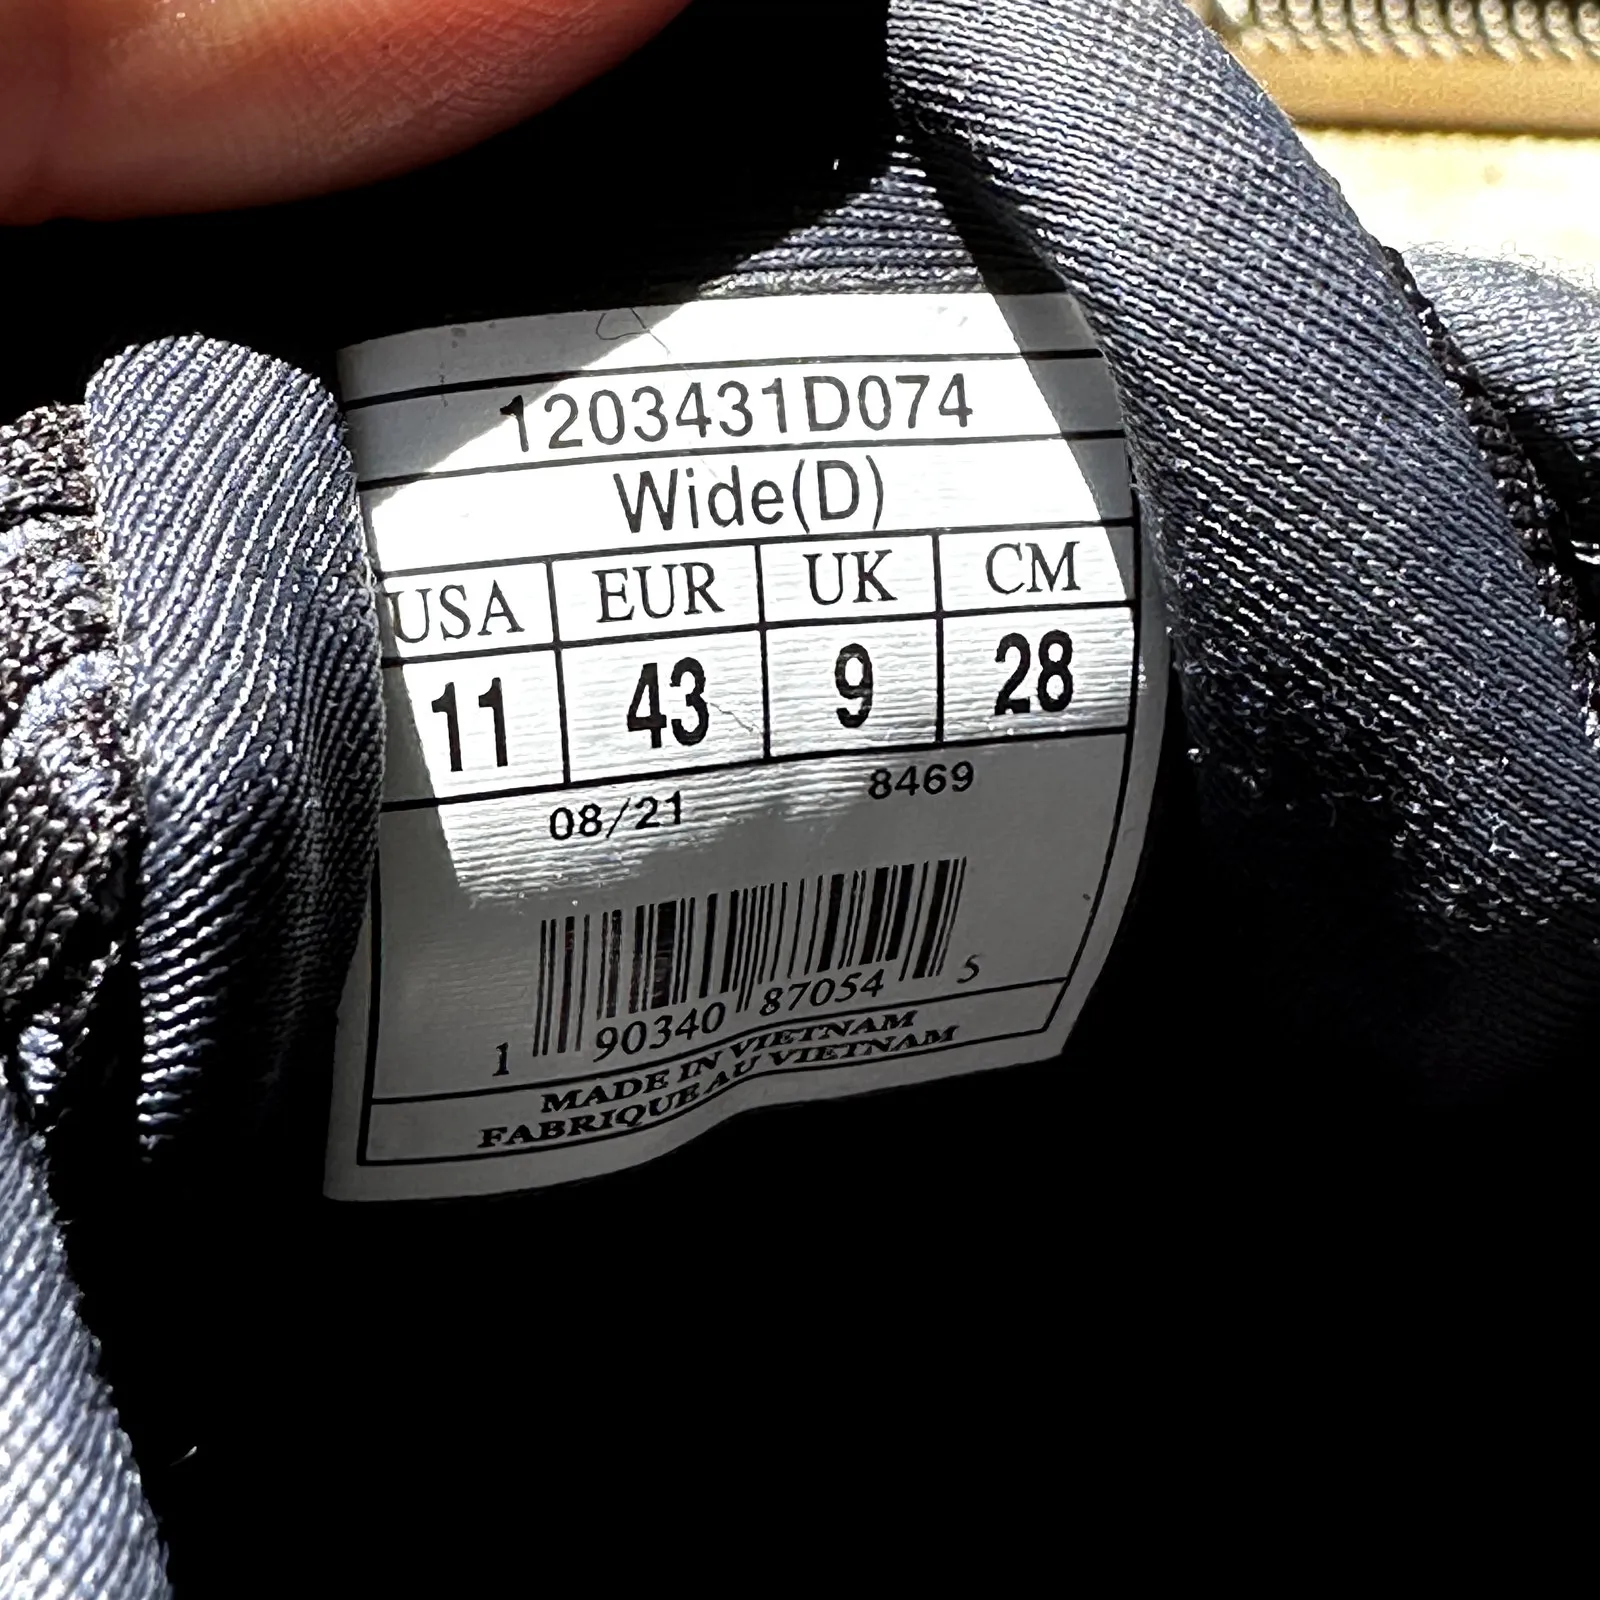 1203431D074
Wide(D)
USA EUR UK CM
11 43 9 28
08/21 8469
1 90340 87054 5
MADE IN VIETNAM
FABRIQUE AU VIETNAM